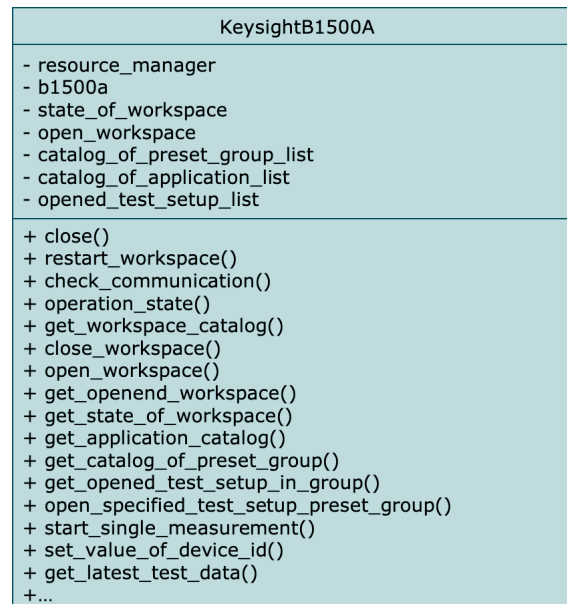 KeysightB1500A
- resource_manager
- b1500a
- state_of_workspace
- open_workspace
- catalog_of_preset_group_list
- catalog_of_application_list
- opened_test_setup_list
+ close()
+ restart_workspace()
+ check_communication()
+ operation_state()
+ get_workspace_catalog()
+ close_workspace()
+ open_workspace()
+ get_openend_workspace()
+ get_state_of_workspace()
+ get_application_catalog()
+ get_catalog_of_preset_group()
+ get_opened_test_setup_in_group()
+ open_specified_test_setup_preset_group()
+ start_single_measurement()
+ set_value_of_device_id()
+ get_latest_test_data()
+...